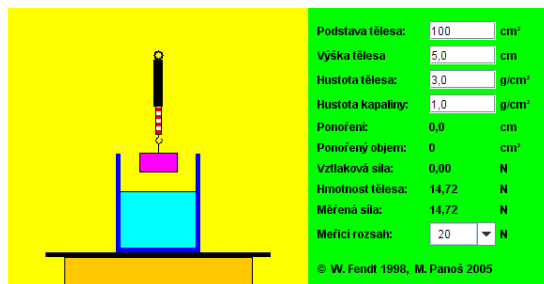 Podstava tělesa: 100 cm²
Výška tělesa 5,0 cm
Hustota tělesa: 3,0 g/cm³
Hustota kapaliny: 1,0 g/cm³
Ponoření: 0,0 cm
Ponořený objem: 0 cm³
Vztlaková síla: 0,00 N
Hmotnost tělesa: 14,72 N
Měřená síla: 14,72 N
Meřicí rozsah: 20 N
© W. Fendt 1998, M. Panoš 2005